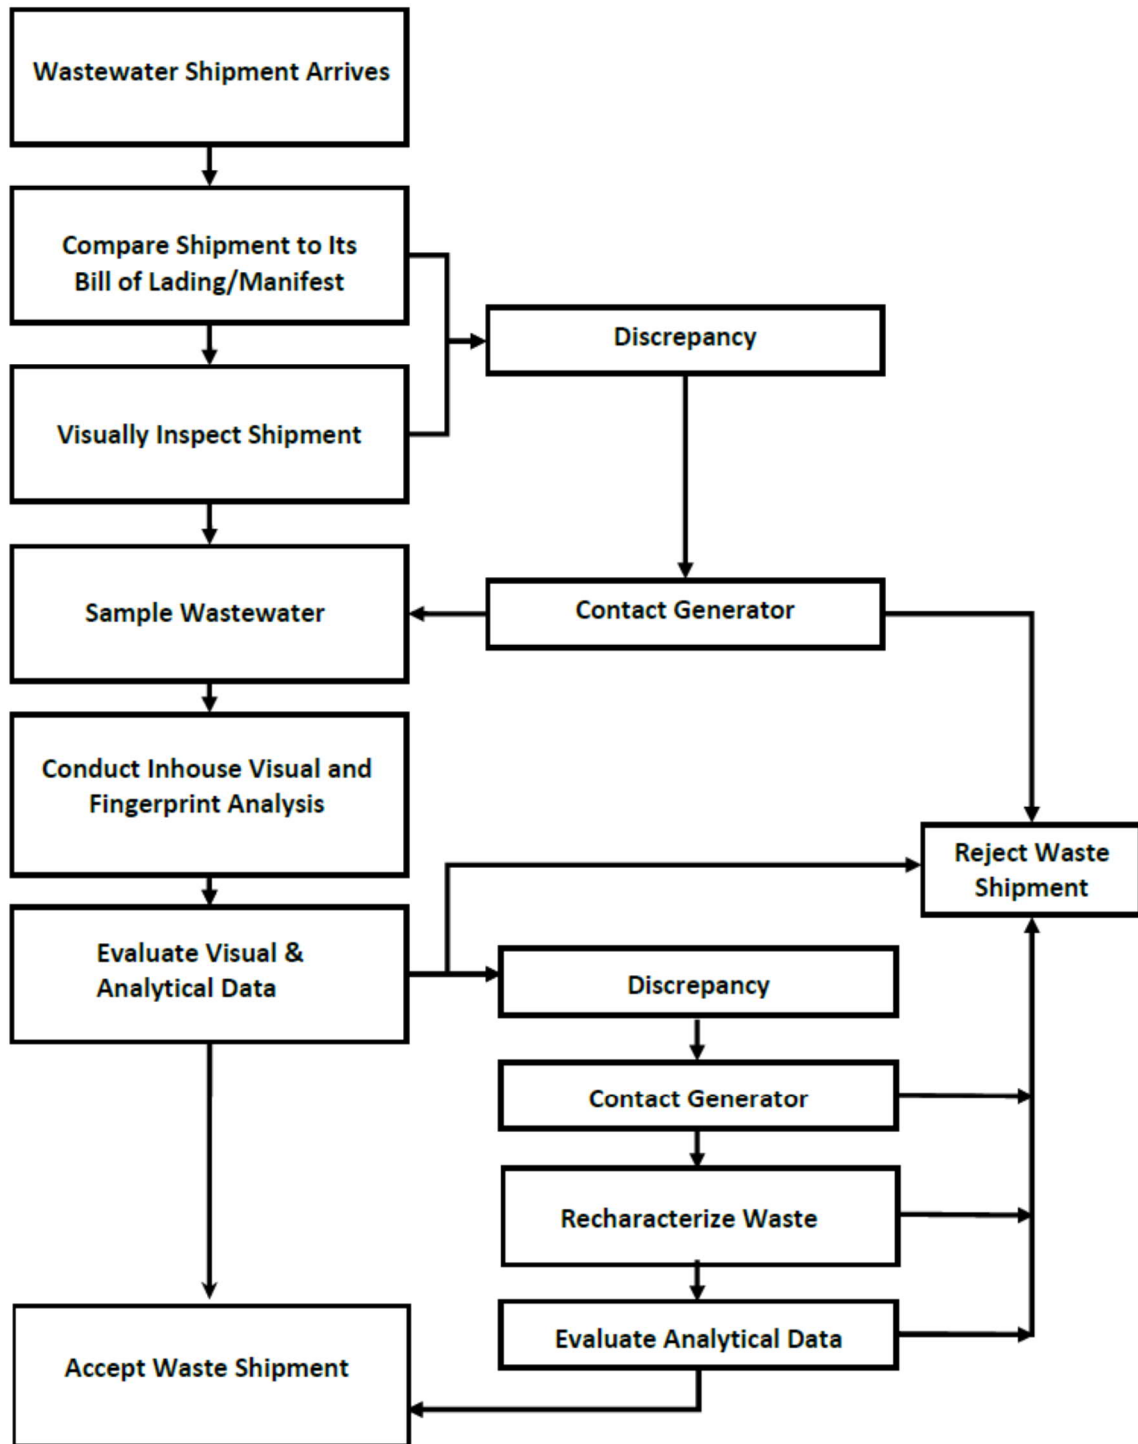 Wastewater Shipment Arrives
Compare Shipment to Its
Bill of Lading/Manifest
Discrepancy
Visually Inspect Shipment
Sample Wastewater
Contact Generator
Conduct Inhouse Visual and
Fingerprint Analysis
Reject Waste
Shipment
Evaluate Visual &
Analytical Data
Discrepancy
Contact Generator
Recharacterize Waste
Evaluate Analytical Data
Accept Waste Shipment